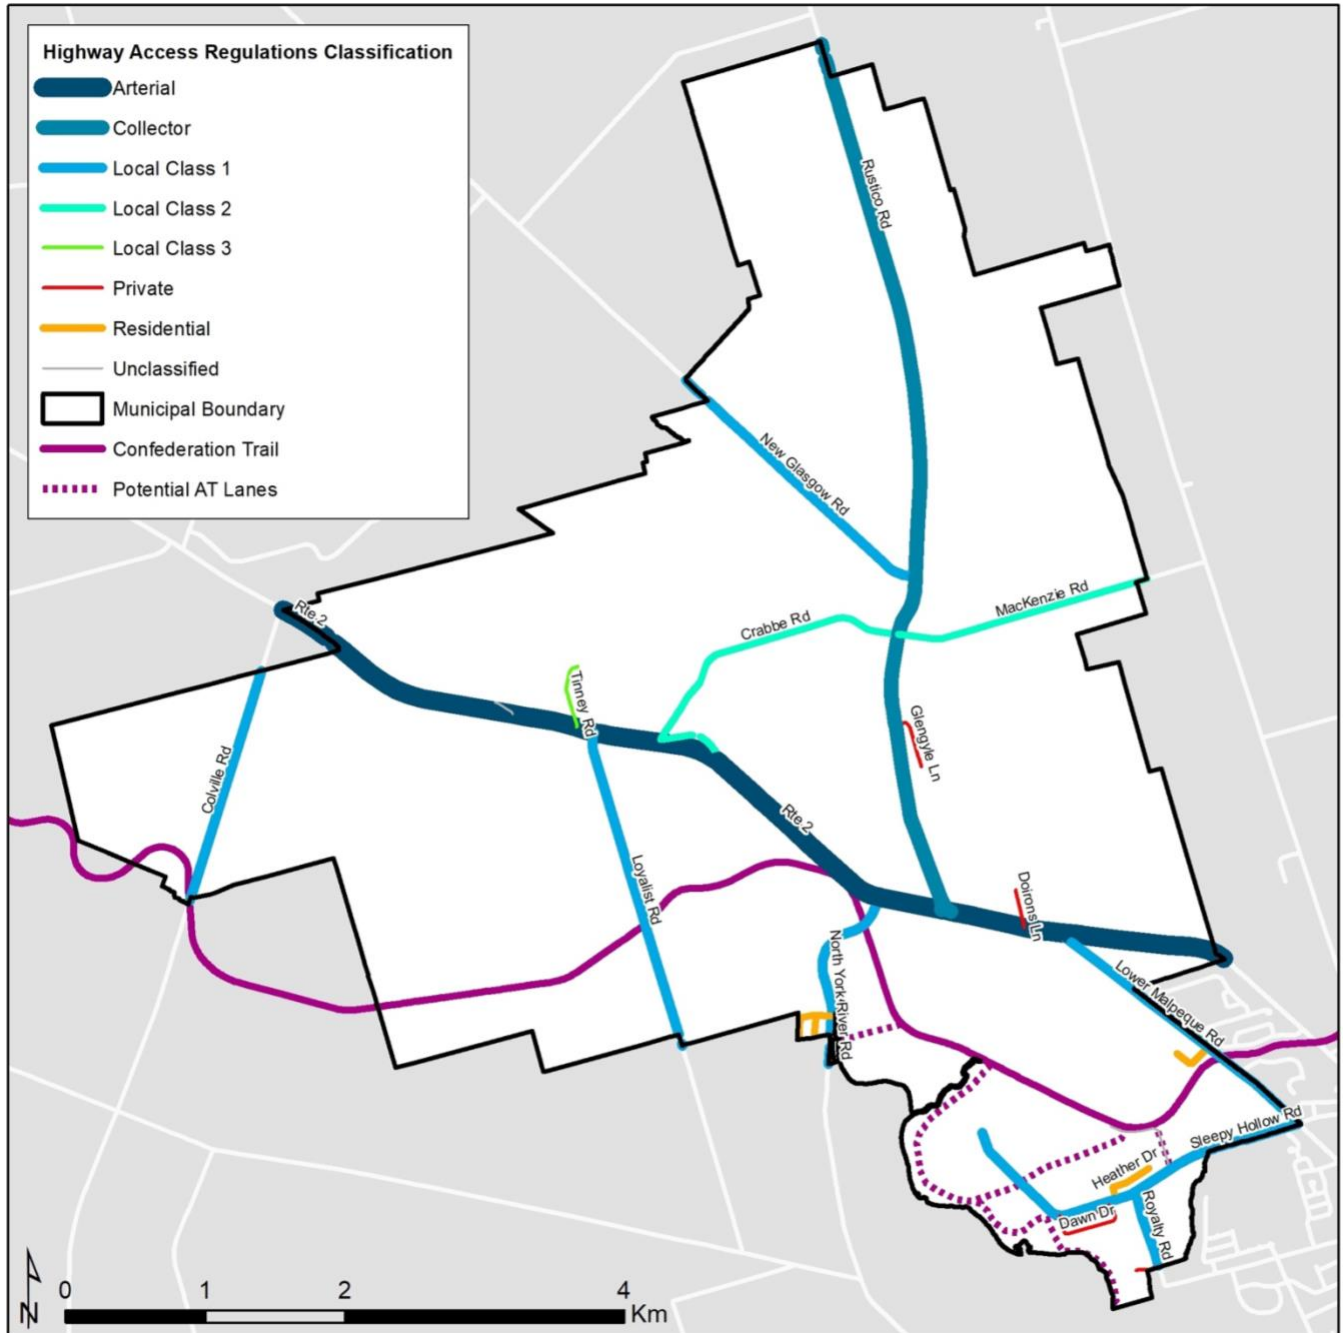 Highway Access Regulations Classification
Arterial
Collector
Local Class 1
Local Class 2
Local Class 3
Private
Residential
Unclassified
Municipal Boundary
Confederation Trail
Potential AT Lanes
Rustico Rd
New Glasgow Rd
MacKenzie Rd
Crabbe Rd
Rte 2
Tinney Rd
Glengyle Ln
Colville Rd
Rte 2
Loyalist Rd
Doirons Ln
North York River Rd
Lower Malpeque Rd
Sleepy Hollow Rd
Heather Dr
Dawn Dr
Royalty Rd
N
0 1 2 4
Km